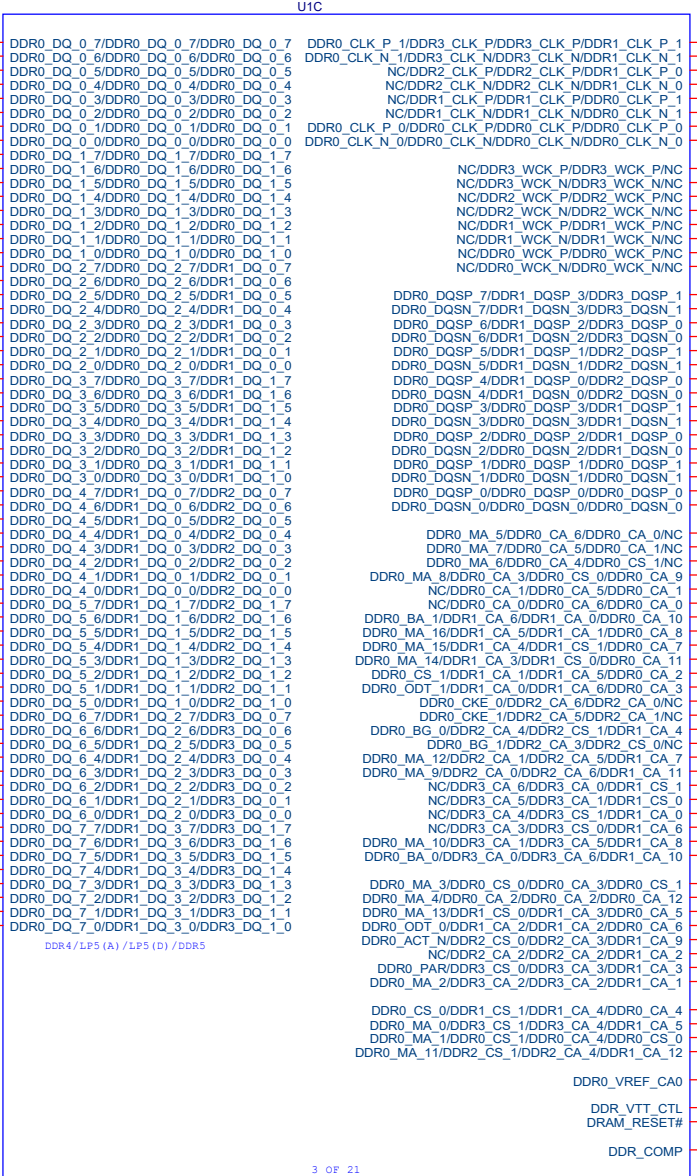 U1C
DDR0_DQ_0_7/DDR0_DQ_0_7/DDR0_DQ_0_7
DDR0_DQ_0_6/DDR0_DQ_0_6/DDR0_DQ_0_6
DDR0_DQ_0_5/DDR0_DQ_0_5/DDR0_DQ_0_5
DDR0_DQ_0_4/DDR0_DQ_0_4/DDR0_DQ_0_4
DDR0_DQ_0_3/DDR0_DQ_0_3/DDR0_DQ_0_3
DDR0_DQ_0_2/DDR0_DQ_0_2/DDR0_DQ_0_2
DDR0_DQ_0_1/DDR0_DQ_0_1/DDR0_DQ_0_1
DDR0_DQ_0_0/DDR0_DQ_0_0/DDR0_DQ_0_0
DDR0_DQ_1_7/DDR0_DQ_1_7/DDR0_DQ_1_7
DDR0_DQ_1_6/DDR0_DQ_1_6/DDR0_DQ_1_6
DDR0_DQ_1_5/DDR0_DQ_1_5/DDR0_DQ_1_5
DDR0_DQ_1_4/DDR0_DQ_1_4/DDR0_DQ_1_4
DDR0_DQ_1_3/DDR0_DQ_1_3/DDR0_DQ_1_3
DDR0_DQ_1_2/DDR0_DQ_1_2/DDR0_DQ_1_2
DDR0_DQ_1_1/DDR0_DQ_1_1/DDR0_DQ_1_1
DDR0_DQ_1_0/DDR0_DQ_1_0/DDR0_DQ_1_0
DDR0_DQ_2_7/DDR0_DQ_2_7/DDR1_DQ_0_7
DDR0_DQ_2_6/DDR0_DQ_2_6/DDR1_DQ_0_6
DDR0_DQ_2_5/DDR0_DQ_2_5/DDR1_DQ_0_5
DDR0_DQ_2_4/DDR0_DQ_2_4/DDR1_DQ_0_4
DDR0_DQ_2_3/DDR0_DQ_2_3/DDR1_DQ_0_3
DDR0_DQ_2_2/DDR0_DQ_2_2/DDR1_DQ_0_2
DDR0_DQ_2_1/DDR0_DQ_2_1/DDR1_DQ_0_1
DDR0_DQ_2_0/DDR0_DQ_2_0/DDR1_DQ_0_0
DDR0_DQ_3_7/DDR0_DQ_3_7/DDR1_DQ_1_7
DDR0_DQ_3_6/DDR0_DQ_3_6/DDR1_DQ_1_6
DDR0_DQ_3_5/DDR0_DQ_3_5/DDR1_DQ_1_5
DDR0_DQ_3_4/DDR0_DQ_3_4/DDR1_DQ_1_4
DDR0_DQ_3_3/DDR0_DQ_3_3/DDR1_DQ_1_3
DDR0_DQ_3_2/DDR0_DQ_3_2/DDR1_DQ_1_2
DDR0_DQ_3_1/DDR0_DQ_3_1/DDR1_DQ_1_1
DDR0_DQ_3_0/DDR0_DQ_3_0/DDR1_DQ_1_0
DDR0_DQ_4_7/DDR1_DQ_0_7/DDR2_DQ_0_7
DDR0_DQ_4_6/DDR1_DQ_0_6/DDR2_DQ_0_6
DDR0_DQ_4_5/DDR1_DQ_0_5/DDR2_DQ_0_5
DDR0_DQ_4_4/DDR1_DQ_0_4/DDR2_DQ_0_4
DDR0_DQ_4_3/DDR1_DQ_0_3/DDR2_DQ_0_3
DDR0_DQ_4_2/DDR1_DQ_0_2/DDR2_DQ_0_2
DDR0_DQ_4_1/DDR1_DQ_0_1/DDR2_DQ_0_1
DDR0_DQ_4_0/DDR1_DQ_0_0/DDR2_DQ_0_0
DDR0_DQ_5_7/DDR1_DQ_1_7/DDR2_DQ_1_7
DDR0_DQ_5_6/DDR1_DQ_1_6/DDR2_DQ_1_6
DDR0_DQ_5_5/DDR1_DQ_1_5/DDR2_DQ_1_5
DDR0_DQ_5_4/DDR1_DQ_1_4/DDR2_DQ_1_4
DDR0_DQ_5_3/DDR1_DQ_1_3/DDR2_DQ_1_3
DDR0_DQ_5_2/DDR1_DQ_1_2/DDR2_DQ_1_2
DDR0_DQ_5_1/DDR1_DQ_1_1/DDR2_DQ_1_1
DDR0_DQ_5_0/DDR1_DQ_1_0/DDR2_DQ_1_0
DDR0_DQ_6_7/DDR1_DQ_2_7/DDR3_DQ_0_7
DDR0_DQ_6_6/DDR1_DQ_2_6/DDR3_DQ_0_6
DDR0_DQ_6_5/DDR1_DQ_2_5/DDR3_DQ_0_5
DDR0_DQ_6_4/DDR1_DQ_2_4/DDR3_DQ_0_4
DDR0_DQ_6_3/DDR1_DQ_2_3/DDR3_DQ_0_3
DDR0_DQ_6_2/DDR1_DQ_2_2/DDR3_DQ_0_2
DDR0_DQ_6_1/DDR1_DQ_2_1/DDR3_DQ_0_1
DDR0_DQ_6_0/DDR1_DQ_2_0/DDR3_DQ_0_0
DDR0_DQ_7_7/DDR1_DQ_3_7/DDR3_DQ_1_7
DDR0_DQ_7_6/DDR1_DQ_3_6/DDR3_DQ_1_6
DDR0_DQ_7_5/DDR1_DQ_3_5/DDR3_DQ_1_5
DDR0_DQ_7_4/DDR1_DQ_3_4/DDR3_DQ_1_4
DDR0_DQ_7_3/DDR1_DQ_3_3/DDR3_DQ_1_3
DDR0_DQ_7_2/DDR1_DQ_3_2/DDR3_DQ_1_2
DDR0_DQ_7_1/DDR1_DQ_3_1/DDR3_DQ_1_1
DDR0_DQ_7_0/DDR1_DQ_3_0/DDR3_DQ_1_0
DDR4/LP5(A)/LP5(D)/DDR5
DDR0_CLK_P_1/DDR3_CLK_P/DDR3_CLK_P/DDR1_CLK_P_1
DDR0_CLK_N_1/DDR3_CLK_N/DDR3_CLK_N/DDR1_CLK_N_1
NC/DDR2_CLK_P/DDR2_CLK_P/DDR1_CLK_P_0
NC/DDR2_CLK_N/DDR2_CLK_N/DDR1_CLK_N_0
NC/DDR1_CLK_P/DDR1_CLK_P/DDR0_CLK_P_1
NC/DDR1_CLK_N/DDR1_CLK_N/DDR0_CLK_N_1
DDR0_CLK_P_0/DDR0_CLK_P/DDR0_CLK_P/DDR0_CLK_P_0
DDR0_CLK_N_0/DDR0_CLK_N/DDR0_CLK_N/DDR0_CLK_N_0
NC/DDR3_WCK_P/DDR3_WCK_P/NC
NC/DDR3_WCK_N/DDR3_WCK_N/NC
NC/DDR2_WCK_P/DDR2_WCK_P/NC
NC/DDR2_WCK_N/DDR2_WCK_N/NC
NC/DDR1_WCK_P/DDR1_WCK_P/NC
NC/DDR1_WCK_N/DDR1_WCK_N/NC
NC/DDR0_WCK_P/DDR0_WCK_P/NC
NC/DDR0_WCK_N/DDR0_WCK_N/NC
DDR0_DQSP_7/DDR1_DQSP_3/DDR3_DQSP_1
DDR0_DQSN_7/DDR1_DQSN_3/DDR3_DQSN_1
DDR0_DQSP_6/DDR1_DQSP_2/DDR3_DQSP_0
DDR0_DQSN_6/DDR1_DQSN_2/DDR3_DQSN_0
DDR0_DQSP_5/DDR1_DQSP_1/DDR2_DQSP_1
DDR0_DQSN_5/DDR1_DQSN_1/DDR2_DQSN_1
DDR0_DQSP_4/DDR1_DQSP_0/DDR2_DQSP_0
DDR0_DQSN_4/DDR1_DQSN_0/DDR2_DQSN_0
DDR0_DQSP_3/DDR0_DQSP_3/DDR1_DQSP_1
DDR0_DQSN_3/DDR0_DQSN_3/DDR1_DQSN_1
DDR0_DQSP_2/DDR0_DQSP_2/DDR1_DQSP_0
DDR0_DQSN_2/DDR0_DQSN_2/DDR1_DQSN_0
DDR0_DQSP_1/DDR0_DQSP_1/DDR0_DQSP_1
DDR0_DQSN_1/DDR0_DQSN_1/DDR0_DQSN_1
DDR0_DQSP_0/DDR0_DQSP_0/DDR0_DQSP_0
DDR0_DQSN_0/DDR0_DQSN_0/DDR0_DQSN_0
DDR0_MA_5/DDR0_CA_6/DDR0_CA_0/NC
DDR0_MA_7/DDR0_CA_5/DDR0_CA_1/NC
DDR0_MA_6/DDR0_CA_4/DDR0_CS_1/NC
DDR0_MA_8/DDR0_CA_3/DDR0_CS_0/DDR0_CA_9
NC/DDR0_CA_1/DDR0_CA_5/DDR0_CA_1
NC/DDR0_CA_0/DDR0_CA_6/DDR0_CA_0
DDR0_BA_1/DDR1_CA_6/DDR1_CA_0/DDR0_CA_10
DDR0_MA_16/DDR1_CA_5/DDR1_CA_1/DDR0_CA_8
DDR0_MA_15/DDR1_CA_4/DDR1_CS_1/DDR0_CA_7
DDR0_MA_14/DDR1_CA_3/DDR1_CS_0/DDR0_CA_11
DDR0_CS_1/DDR1_CA_1/DDR1_CA_5/DDR0_CA_2
DDR0_ODT_1/DDR1_CA_0/DDR1_CA_6/DDR0_CA_3
DDR0_CKE_0/DDR2_CA_6/DDR2_CA_0/NC
DDR0_CKE_1/DDR2_CA_5/DDR2_CA_1/NC
DDR0_BG_0/DDR2_CA_4/DDR2_CS_1/DDR1_CA_4
DDR0_BG_1/DDR2_CA_3/DDR2_CS_0/NC
DDR0_MA_12/DDR2_CA_1/DDR2_CA_5/DDR1_CA_7
DDR0_MA_9/DDR2_CA_0/DDR2_CA_6/DDR1_CA_11
NC/DDR3_CA_6/DDR3_CA_0/DDR1_CS_1
NC/DDR3_CA_5/DDR3_CA_1/DDR1_CS_0
NC/DDR3_CA_4/DDR3_CS_1/DDR1_CA_0
NC/DDR3_CA_3/DDR3_CS_0/DDR1_CA_6
DDR0_MA_10/DDR3_CA_1/DDR3_CA_5/DDR1_CA_8
DDR0_BA_0/DDR3_CA_0/DDR3_CA_6/DDR1_CA_10
DDR0_MA_3/DDR0_CS_0/DDR0_CA_3/DDR0_CS_1
DDR0_MA_4/DDR0_CA_2/DDR0_CA_2/DDR0_CA_12
DDR0_MA_13/DDR1_CS_0/DDR1_CA_3/DDR0_CA_5
DDR0_ODT_0/DDR1_CA_2/DDR1_CA_2/DDR0_CA_6
DDR0_ACT_N/DDR2_CS_0/DDR2_CA_3/DDR1_CA_9
NC/DDR2_CA_2/DDR2_CA_2/DDR1_CA_2
DDR0_PAR/DDR3_CS_0/DDR3_CA_3/DDR1_CA_3
DDR0_MA_2/DDR3_CA_2/DDR3_CA_2/DDR1_CA_1
DDR0_CS_0/DDR1_CS_1/DDR1_CA_4/DDR0_CA_4
DDR0_MA_0/DDR3_CS_1/DDR3_CA_4/DDR1_CA_5
DDR0_MA_1/DDR0_CS_1/DDR0_CA_4/DDR0_CS_0
DDR0_MA_11/DDR2_CS_1/DDR2_CA_4/DDR1_CA_12
DDR0_VREF_CA0
DDR_VTT_CTL
DRAM_RESET#
DDR_COMP
3 OF 21